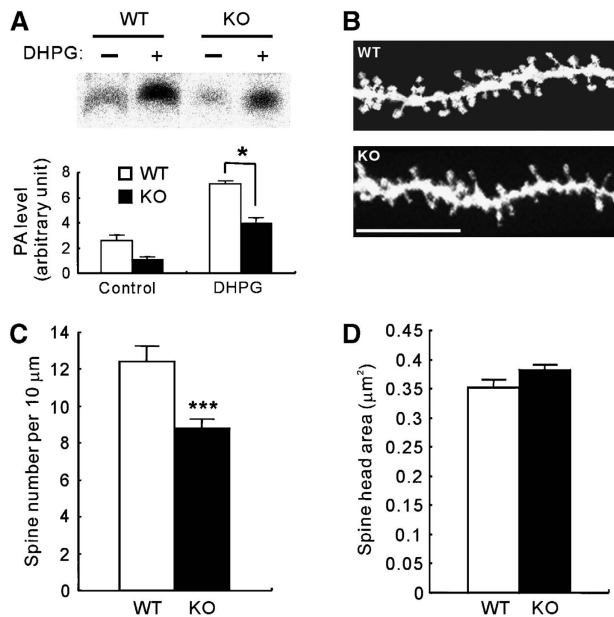 A
WT KO
DHPG: − + − +
PA level
(arbitrary unit)
8
6
4
2
0
WT
KO
*
Control DHPG
B
WT
KO
C
Spine number per 10 μm
14
12
10
8
6
4
2
0
***
WT KO
D
Spine head area (μm²)
0.45
0.4
0.35
0.3
0.25
0.2
0.15
0.1
0.05
0
WT KO